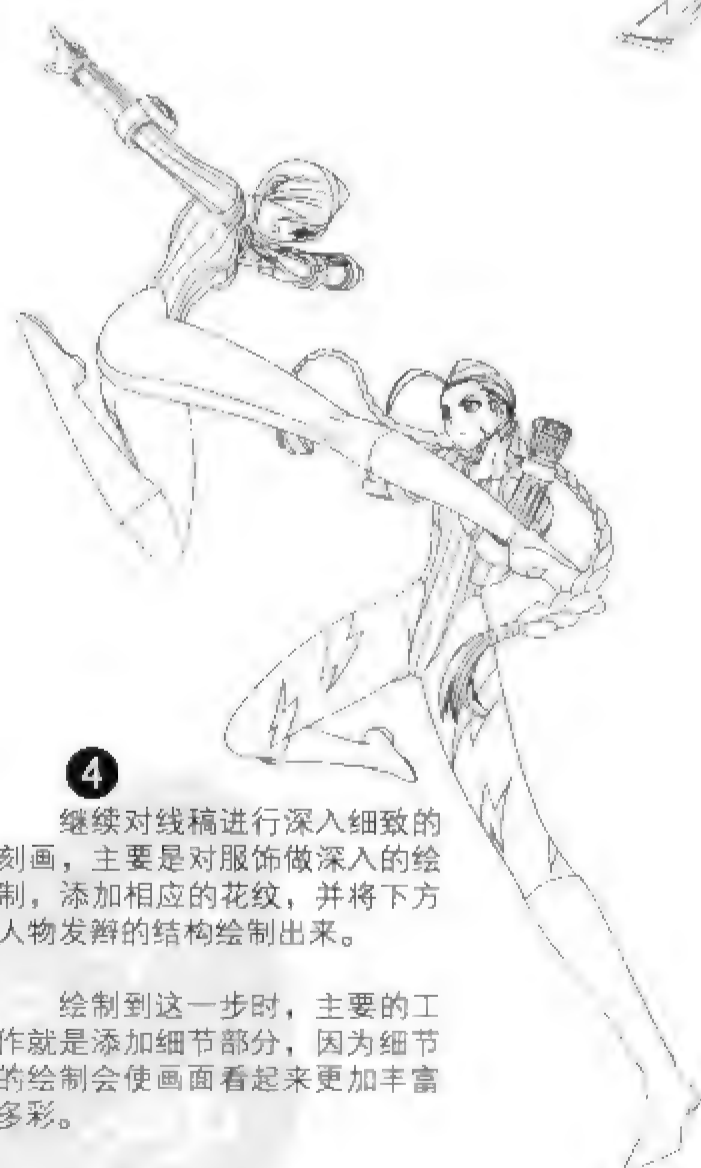 4
继续对线稿进行深入细致的
刻画，主要是对服饰做深入的绘
制，添加相应的花纹，并将下方
人物发辫的结构绘制出来。
绘制到这一步时，主要的工
作就是添加细节部分，因为细节
的绘制会使画面看起来更加丰富
多彩。